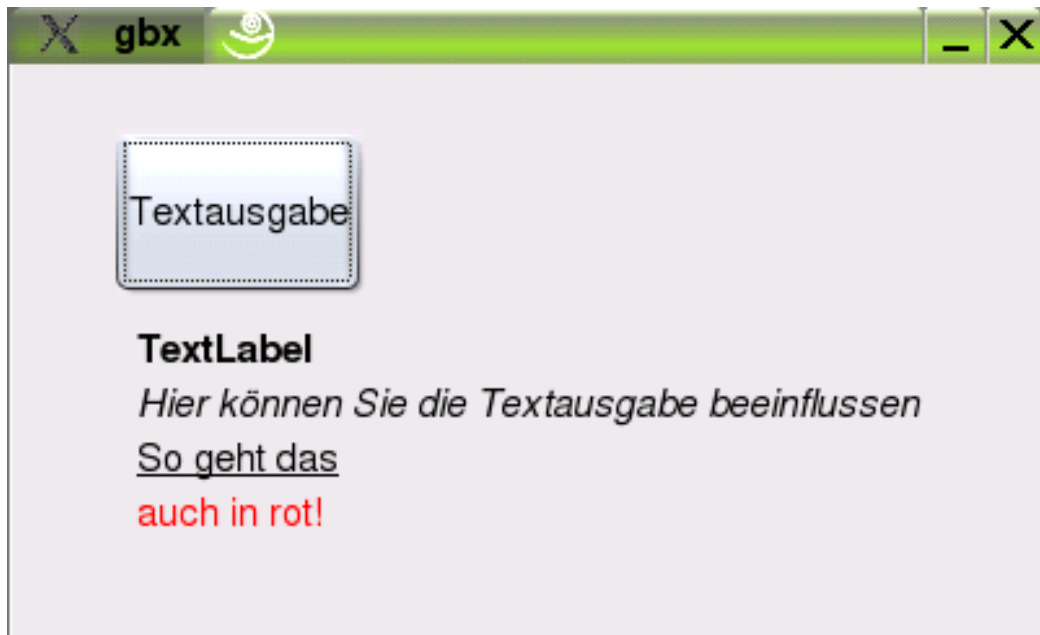 gbx
Textausgabe
TextLabel
Hier können Sie die Textausgabe beeinflussen
So geht das
auch in rot!